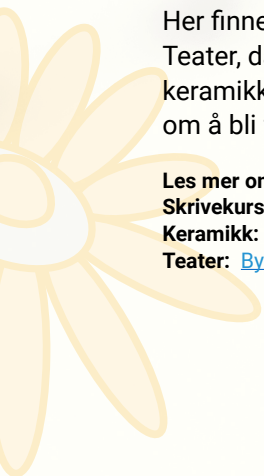 Her finne
Teater, d
keramikk
om å bli
Les mer or
Skrivekurs
Keramikk:
Teater: By